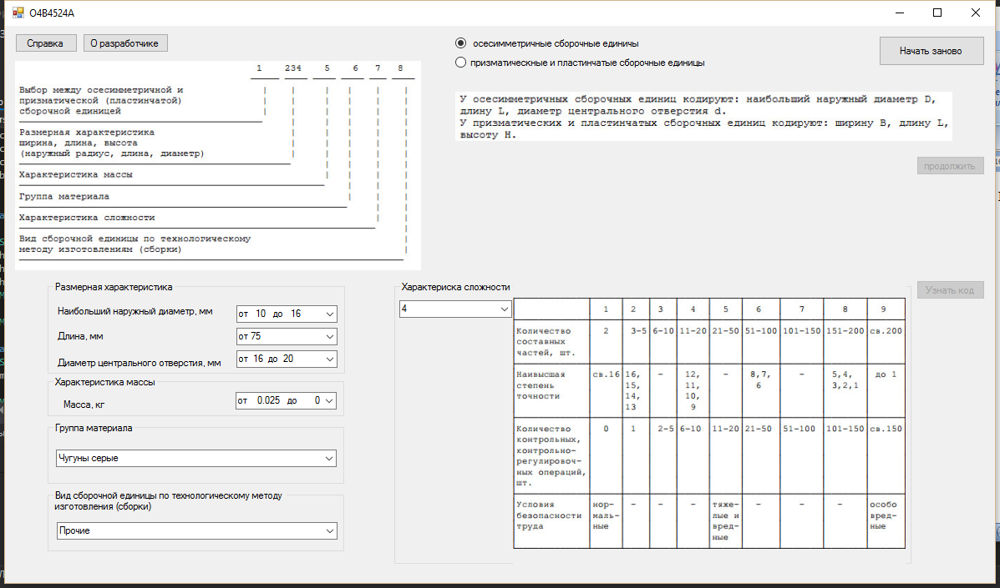 O4B4524A
Справка
О разработчике
осесимметричные сборочные единичы
призматическные и пластинчатые сборочные единицы
Начать заново
1 234 5 6 7 8
Выбор между осесимметричной и
призматической (пластинчатой)
сборочной единицей
Размерная характеристика
ширина, длина, высота
(наружный радиус, длина, диаметр)
Характеристика массы
Группа материала
Характеристика сложности
Вид сборочной единицы по технологическому
методу изготовлениям (сборки)
У осесимметричных сборочных единиц кодируют: наибольший наружный диаметр D,
длину L, диаметр центрального отверстия d.
У призматических и пластинчатых сборочных единиц кодируют: ширину B, длину L,
высоту H.
продолжить
Размерная характеристика
Наибольший наружный диаметр, мм
от 10 до 16
Длина, мм
от 75
Диаметр центрального отверстия, мм
от 16 до 20
Характеристика массы
Масса, кг
от 0.025 до 0
Группа материала
Чугуны серые
Вид сборочной единицы по технологическому методу
изготовления (сборки)
Прочие
Характериска сложности
4
Узнать код
1 2 3 4 5 6 7 8 9
Количество 2 3-5 6-10 11-20 21-50 51-100 101-150 151-200 св.200
составных
частей, шт.
Наивысшая св.16 16, - 12, - 8,7, - 5,4, до 1
степень 15, 11, 6 3,2,1
точности 14, 10,
13 9
Количество 0 1 2-5 6-10 11-20 21-50 51-100 101-150 св.150
контрольных,
контрольно-
регулировоч-
ных операций,
шт.
Условия нор- - - - тяже- - - - особо
безопасности маль- лые и вред-
труда ные вред- ные
ные